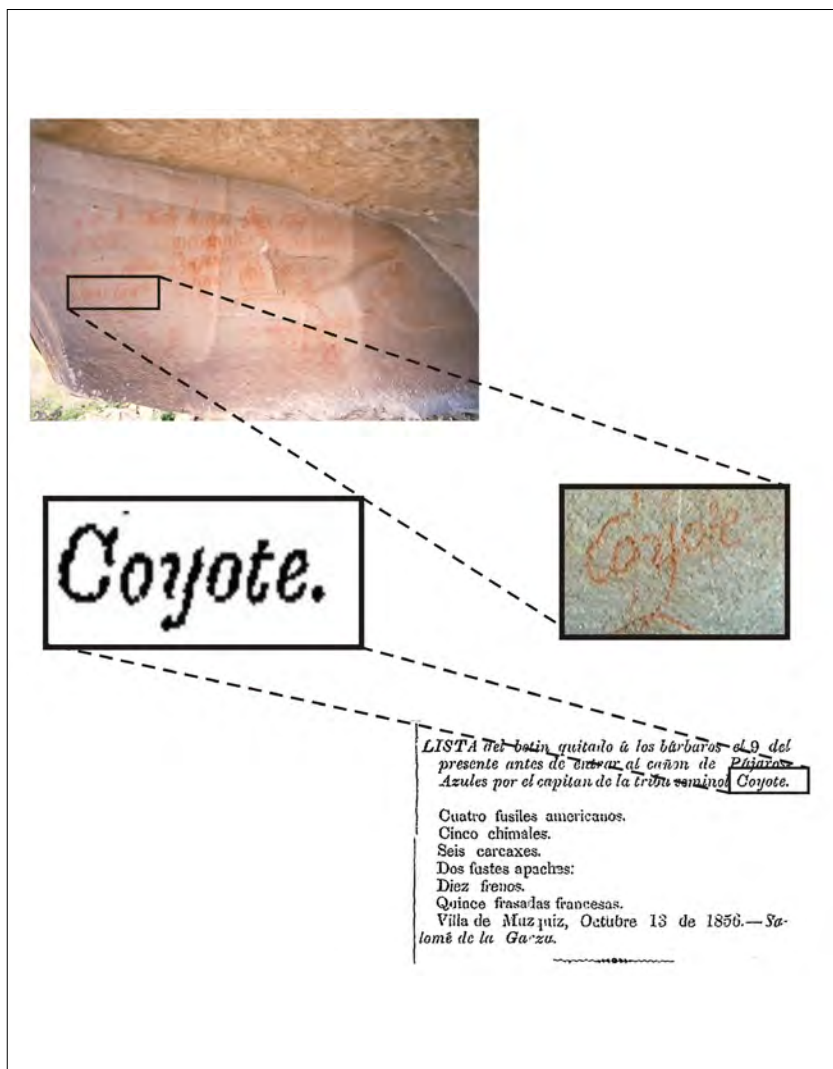 Coyote.
Coyote
LISTA del botin quitado á los bárbaros el 9 del
presente antes de entrar al cañon de Pájaros
Azules por el capitan de la tribu seminol Coyote.
Cuatro fusiles americanos.
Cinco chimales.
Seis carcaxes.
Dos fustes apaches:
Diez frenos.
Quince frasadas francesas.
Villa de Muzquiz, Octubre 13 de 1856.—Sa-
lomé de la Garza.